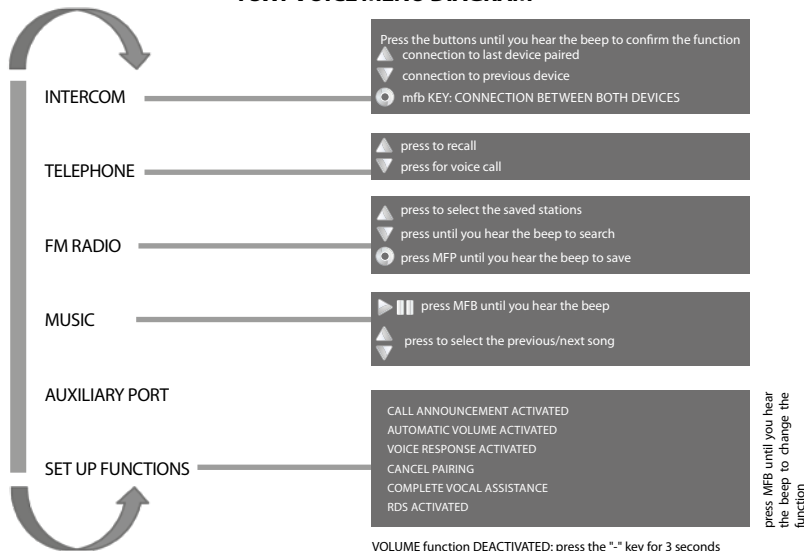 Press the buttons until you hear the beep to confirm the function
connection to last device paired
connection to previous device
INTERCOM
mfb KEY: CONNECTION BETWEEN BOTH DEVICES
press to recall
TELEPHONE
press for voice call
press to select the saved stations
FM RADIO
press until you hear the beep to search
press MFP until you hear the beep to save
MUSIC
press MFB until you hear the beep
press to select the previous/next song
AUXILIARY PORT
SET UP FUNCTIONS
CALL ANNOUNCEMENT ACTIVATED
AUTOMATIC VOLUME ACTIVATED
VOICE RESPONSE ACTIVATED
CANCEL PAIRING
COMPLETE VOCAL ASSISTANCE
RDS ACTIVATED
press MFB until you hear
the beep to change the
function
VOLUME function DEACTIVATED: press the "-" key for 3 seconds